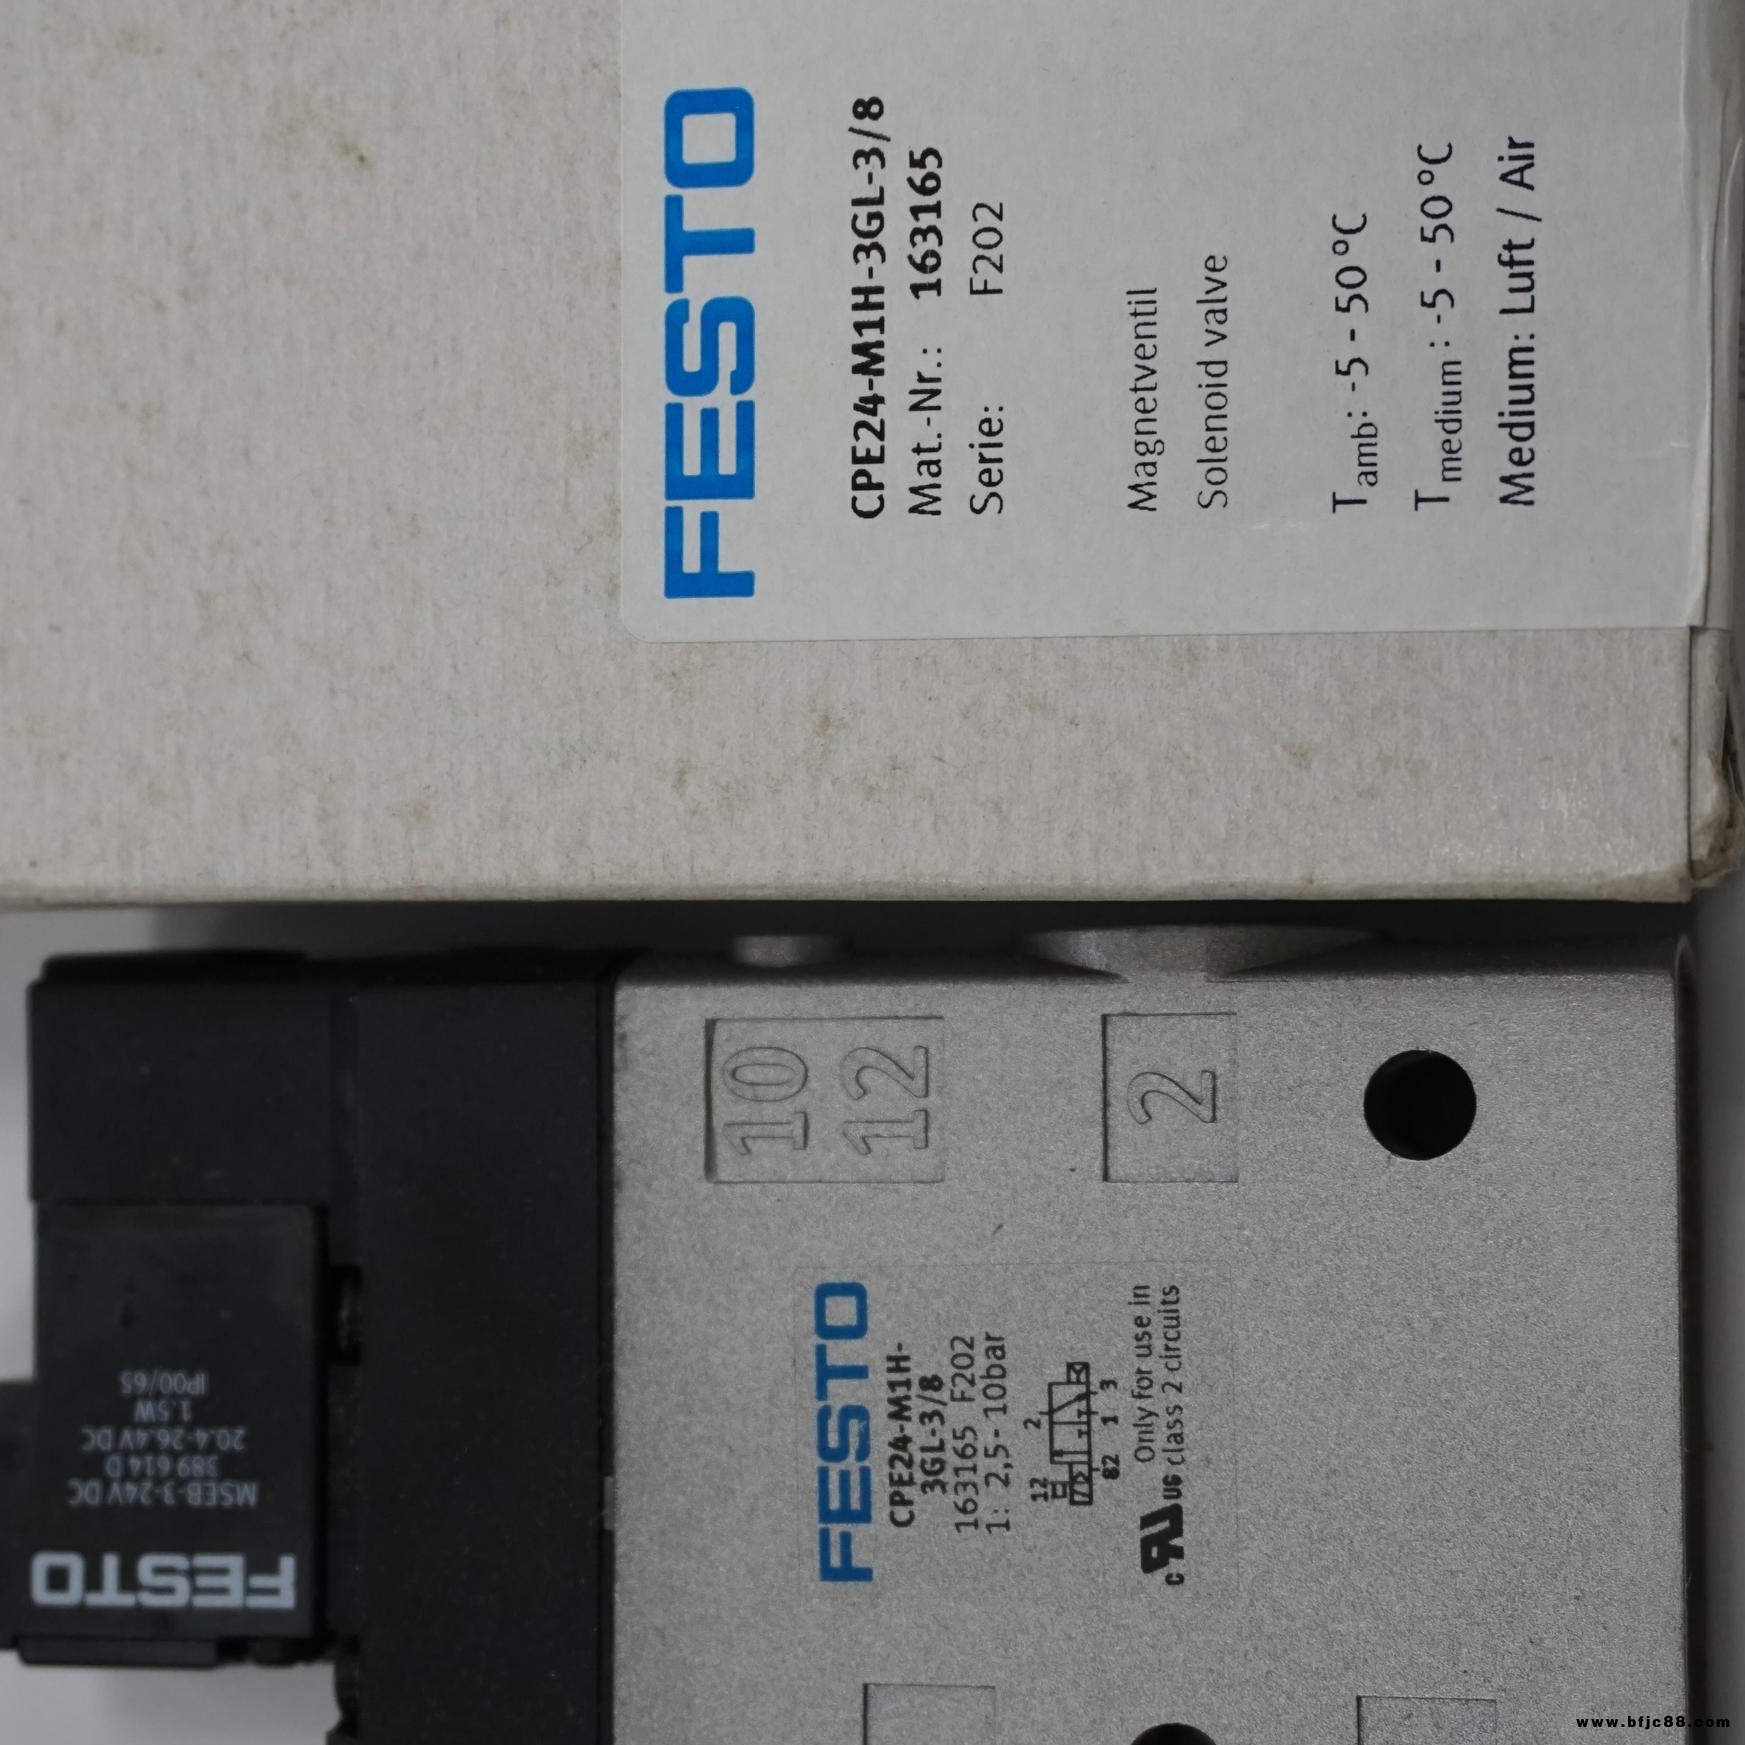 FESTO
CPE24-M1H-3GL-3/8
Mat.-Nr.: 163165
Serie: F202
Magnetventil
Solenoid valve
Tamb: -5 - 50°C
Tmedium: -5 - 50°C
Medium: Luft / Air
FESTO
MSEB-3-24V DC
389 614 D
20.4-26.4V DC
1.5W
IP00/65
10
12
2
FESTO
CPE24-M1H-
3GL-3/8
163165 F202
1: 2,5-10bar
12 2
82 1 3
Only for use in
c US class 2 circuits
www.bfjc88.com